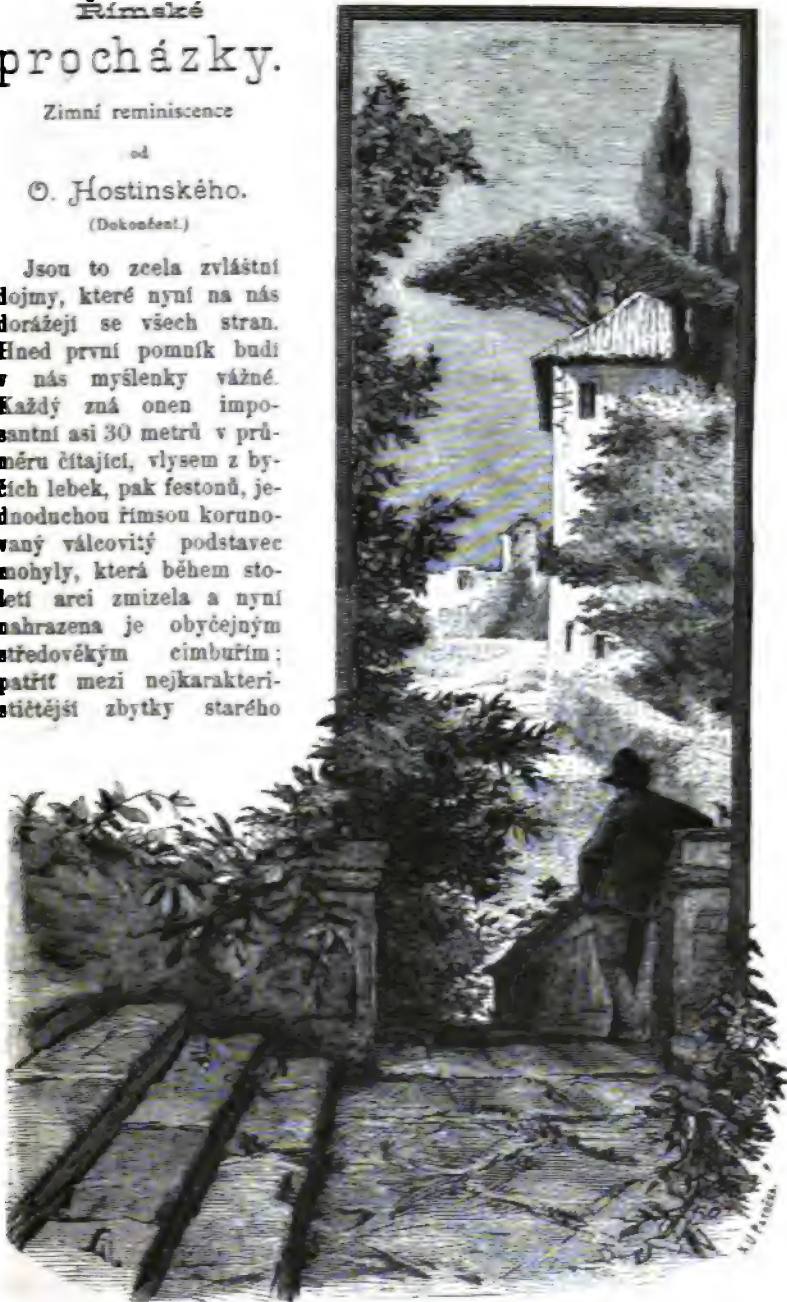 Římské
procházky.
Zimní reminiscence
od
O. Hostinského.
(Dokončení.)
Jsou to zcela zvláštní
dojmy, které nyní na nás
dorážejí se všech stran.
Hned první pomník budí
v nás myšlenky vážné.
Každý zná onen impo-
santní asi 30 metrů v prů-
měru čítající, vlysem z by-
čích lebek, pak festonů, je-
dnoduchou římsou koruno-
vaný válcovitý podstavec
mohyly, která během sto-
letí arci zmizela a nyní
nahrazena je obyčejným
středověkým cimbuřím;
patříť mezi nejkarakteri-
stičtější zbytky starého